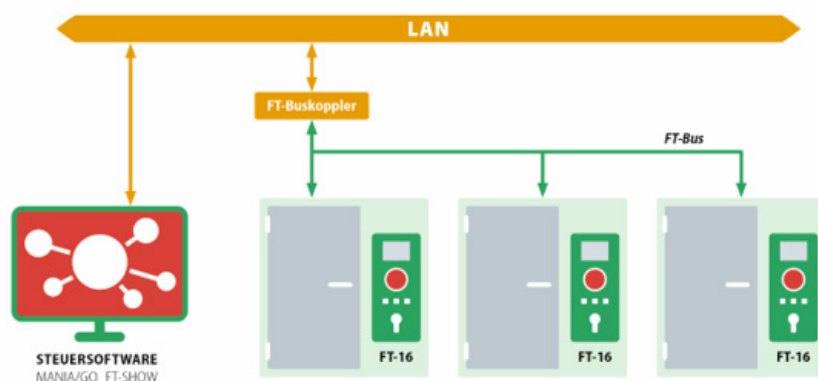 LAN
FT-Buskoppler
FT-Bus
FT-16
FT-16
FT-16
STEUERSOFTWARE
MANIA/GO FT-SHOW